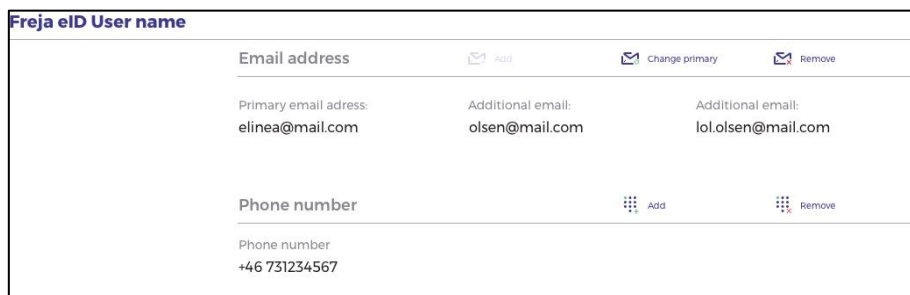 Freja eID User name
Email address Add Change primary Remove
Primary email adress: Additional email: Additional email:
elinea@mail.com olsen@mail.com lol.olsen@mail.com
Phone number Add Remove
Phone number
+46 731234567